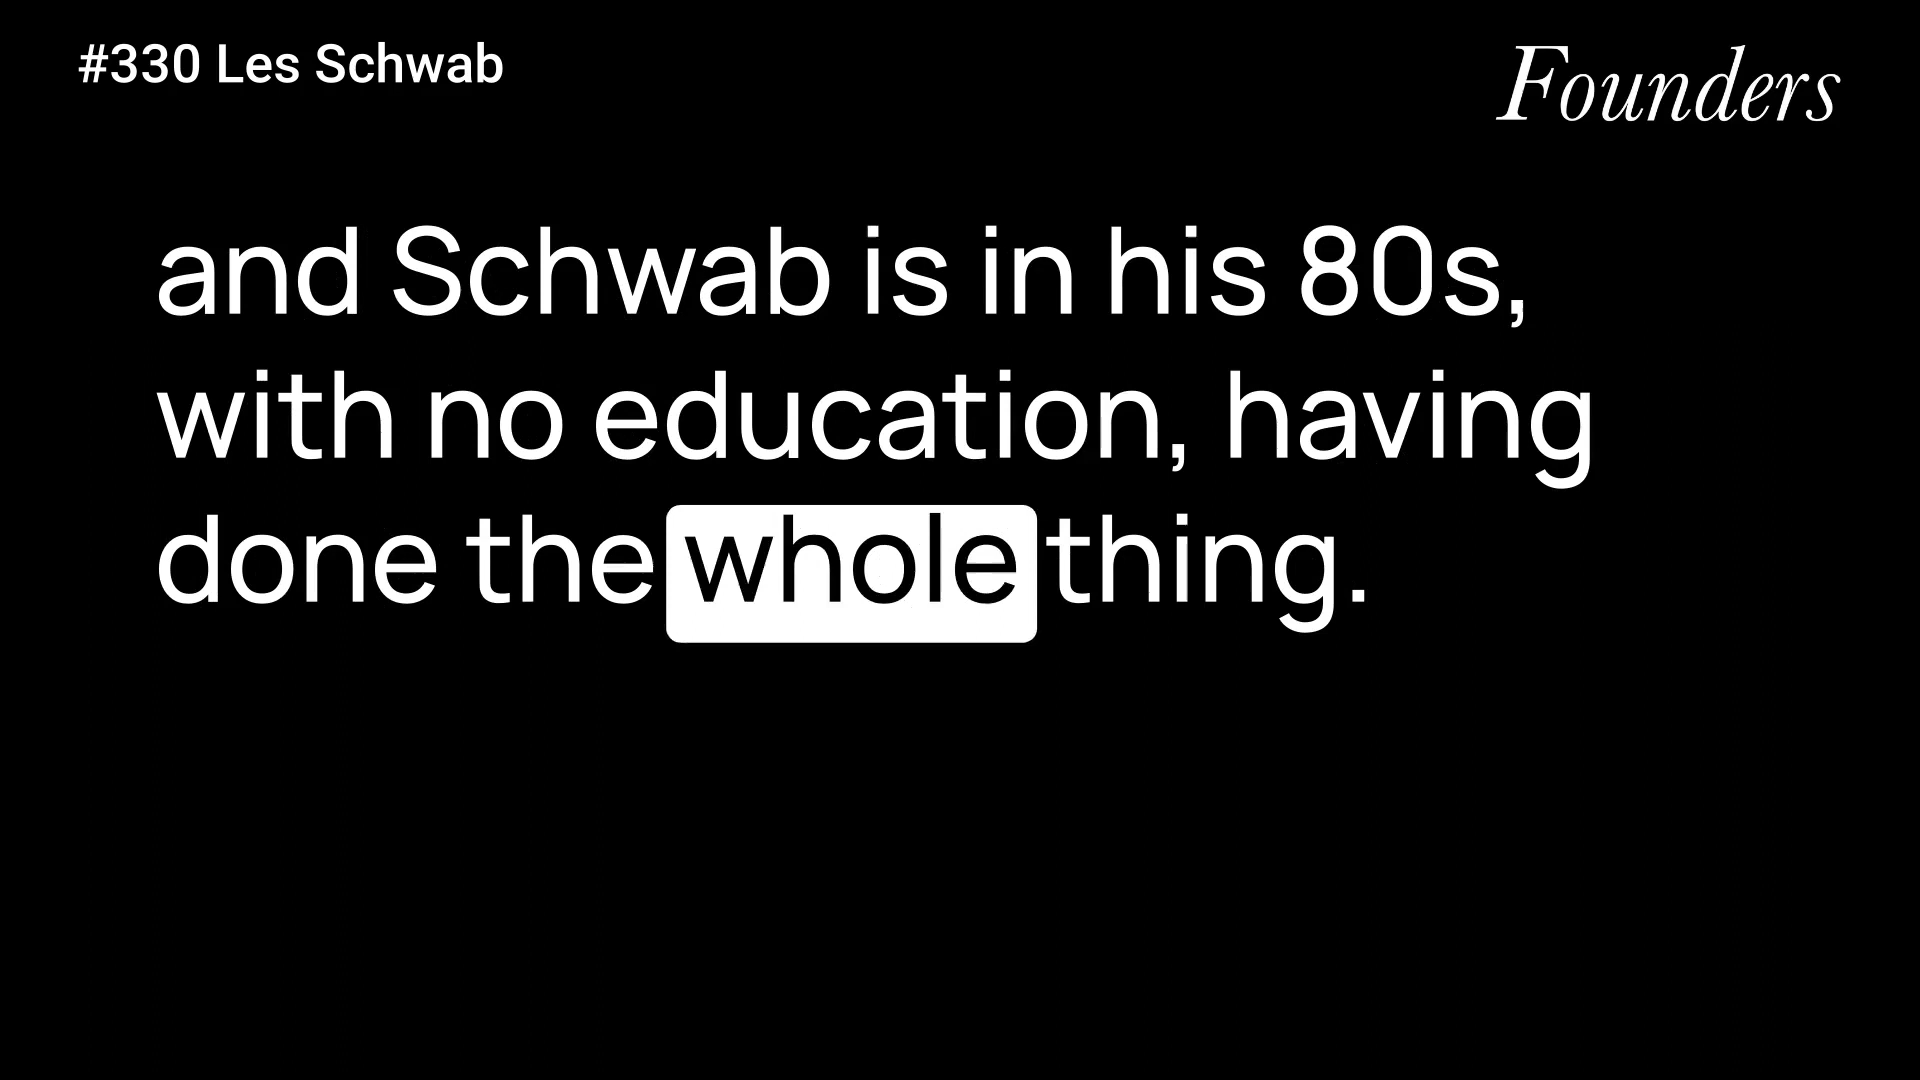 #330 Les Schwab
Founders
and Schwab is in his 80s,
with no education, having
done the whole thing.